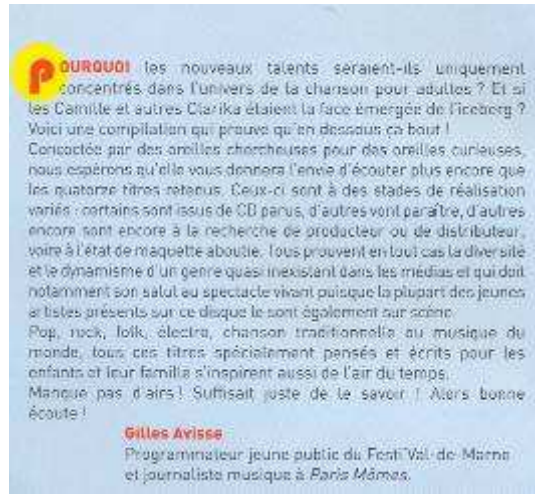 POURQUOI les nouveaux talents seraient-ils uniquement
concentrés dans l'univers de la chanson pour adultes ? Et si
les Camille et autres Clarika étaient la face émergée de l'iceberg ?
Voici une compilation qui prouve qu'en dessous ça bout !
Concoctée par des oreilles chercheuses pour des oreilles curieuses,
nous espérons qu'elle vous donnera l'envie d'écouter plus encore que
les quatorze titres retenus. Ceux-ci sont à des stades de réalisation
variés : certains sont issus de CD parus, d'autres vont paraître, d'autres
encore sont encore à la recherche de producteur ou de distributeur,
voire à l'état de maquette aboutie. Tous prouvent en tout cas la diversité
et le dynamisme d'un genre quasi inexistant dans les médias et qui doit
notamment son salut au spectacle vivant puisque la plupart des jeunes
artistes présents sur ce disque le sont également sur scène.
Pop, rock, folk, électro, chanson traditionnelle ou musique du
monde, tous ces titres spécialement pensés et écrits pour les
enfants et leur famille s'inspirent aussi de l'air du temps.
Manque pas d'airs ! Suffisait juste de le savoir ! Alors bonne
écoute !
Gilles Avisse
Programmateur jeune public du Festi'Val-de-Marne
et journaliste musique à Paris Mômes.